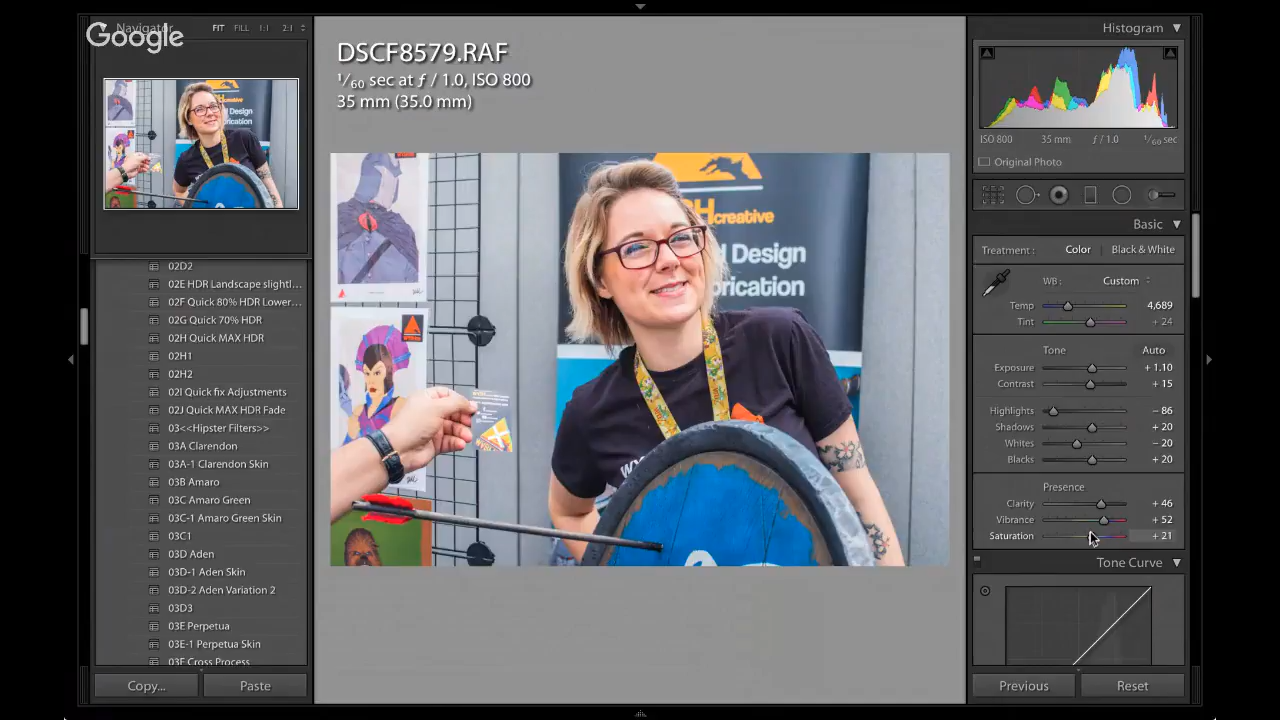 Navigator
FIT FILL 1:1 2:1
Google
02D2
02E HDR Landscape slightl...
02F Quick 80% HDR Lower...
02G Quick 70% HDR
02H Quick MAX HDR
02H1
02H2
02I Quick fix Adjustments
02J Quick MAX HDR Fade
03<<Hipster Filters>>
03A Clarendon
03A-1 Clarendon Skin
03B Amaro
03C Amaro Green
03C-1 Amaro Green Skin
03C1
03D Aden
03D-1 Aden Skin
03D-2 Aden Variation 2
03D3
03E Perpetua
03E-1 Perpetua Skin
03F Cross Process
Copy...
Paste
DSCF8579.RAF
1/60 sec at ƒ / 1.0, ISO 800
35 mm (35.0 mm)
creative
d Design
rication
Histogram
ISO 800 35 mm ƒ / 1.0 1/60 sec
Original Photo
Basic
Treatment: Color Black & White
WB: Custom
Temp 4,689
Tint + 24
Tone Auto
Exposure + 1.10
Contrast + 15
Highlights − 86
Shadows + 20
Whites − 20
Blacks + 20
Presence
Clarity + 46
Vibrance + 52
Saturation + 21
Tone Curve
Previous
Reset